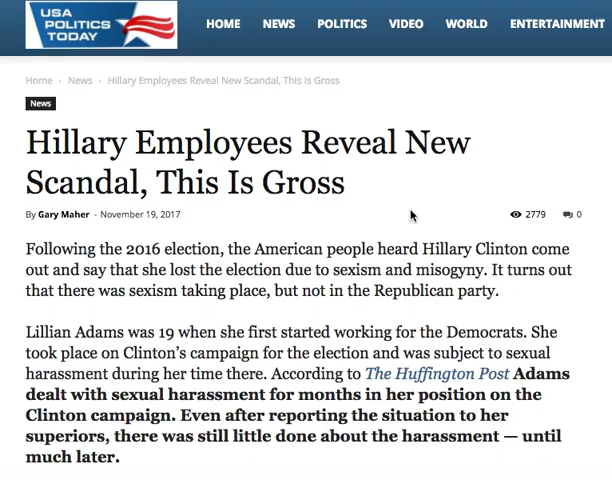 USA
POLITICS
TODAY
HOME NEWS POLITICS VIDEO WORLD ENTERTAINMENT
Home › News › Hillary Employees Reveal New Scandal, This Is Gross
News
Hillary Employees Reveal New
Scandal, This Is Gross
By Gary Maher - November 19, 2017 2779 0
Following the 2016 election, the American people heard Hillary Clinton come
out and say that she lost the election due to sexism and misogyny. It turns out
that there was sexism taking place, but not in the Republican party.
Lillian Adams was 19 when she first started working for the Democrats. She
took place on Clinton’s campaign for the election and was subject to sexual
harassment during her time there. According to The Huffington Post Adams
dealt with sexual harassment for months in her position on the
Clinton campaign. Even after reporting the situation to her
superiors, there was still little done about the harassment — until
much later.